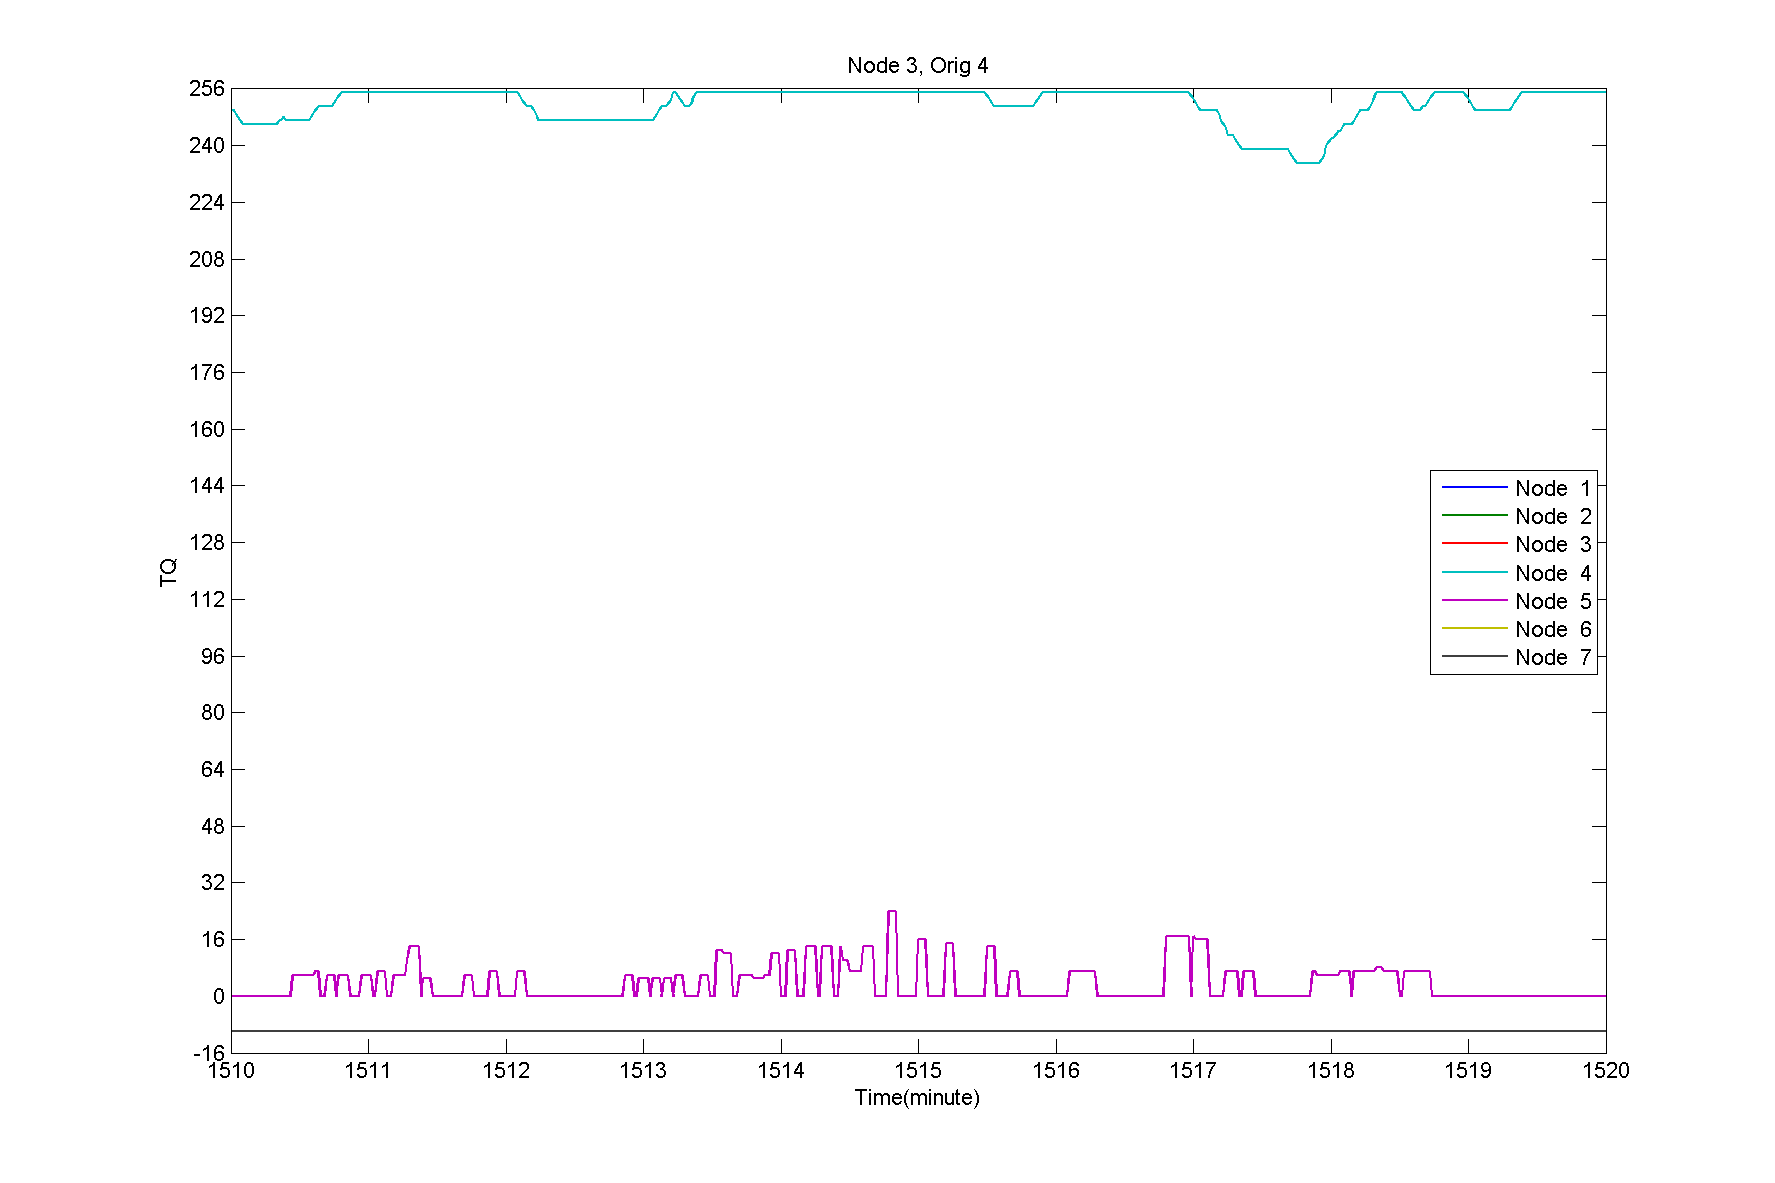 Node 3, Orig 4
256
240
224
208
192
176
160
144
128
112
96
80
64
48
32
16
0
-16
TQ
Node 1
Node 2
Node 3
Node 4
Node 5
Node 6
Node 7
1510 1511 1512 1513 1514 1515 1516 1517 1518 1519 1520
Time(minute)